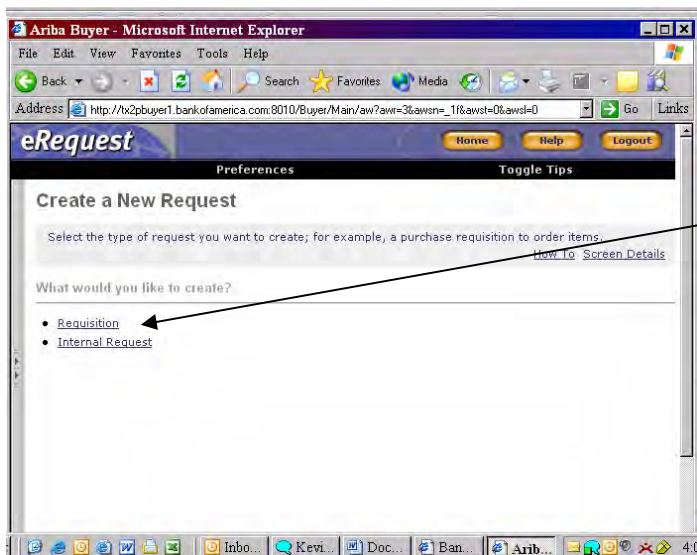 Ariba Buyer - Microsoft Internet Explorer
File Edit View Favorites Tools Help
Back Search Favorites Media
Address http://tx2pbuyer1.bankofamerica.com:8010/Buyer/Main/aw?awr=3&awsn=_1f&awst=0&awsl=0 Go Links
eRequest Home Help Logout
Preferences Toggle Tips
Create a New Request
Select the type of request you want to create; for example, a purchase requisition to order items.
How To Screen Details
What would you like to create?
• Requisition
• Internal Request
Inbo... Kevi... Doc... Ban... Arib...